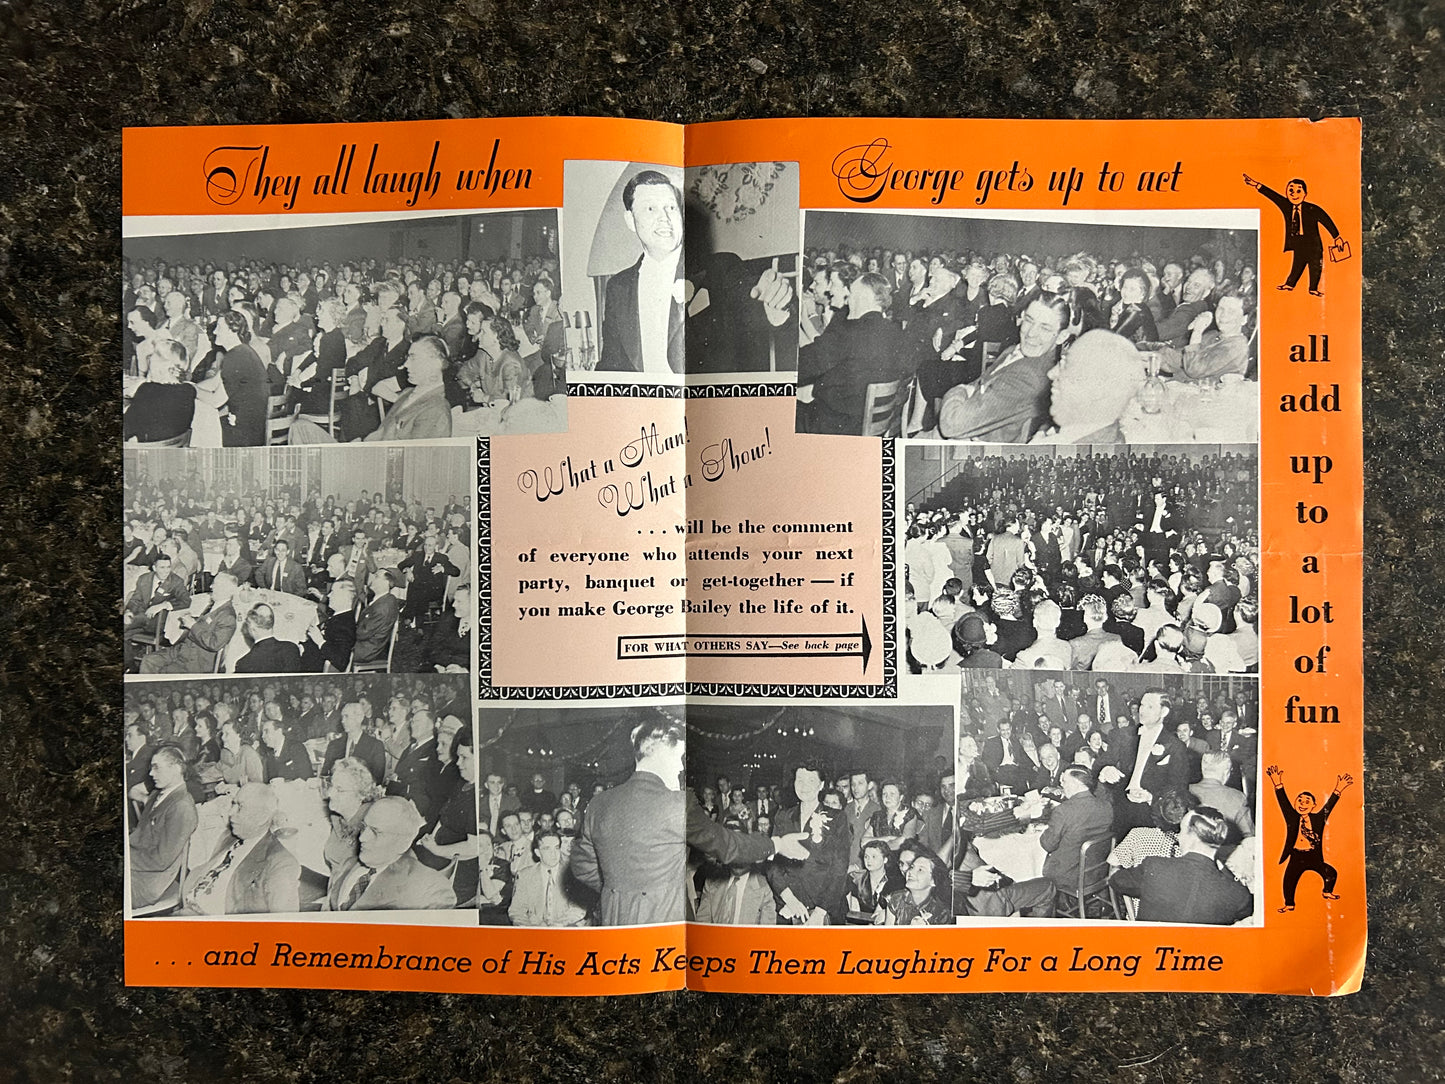 They all laugh when George gets up to act
What a Man!
What a Show!
. . . will be the comment
of everyone who attends your next
party, banquet or get-together — if
you make George Bailey the life of it.
FOR WHAT OTHERS SAY—See back page
all
add
up
to
a
lot
of
fun
. . . and Remembrance of His Acts Keeps Them Laughing For a Long Time